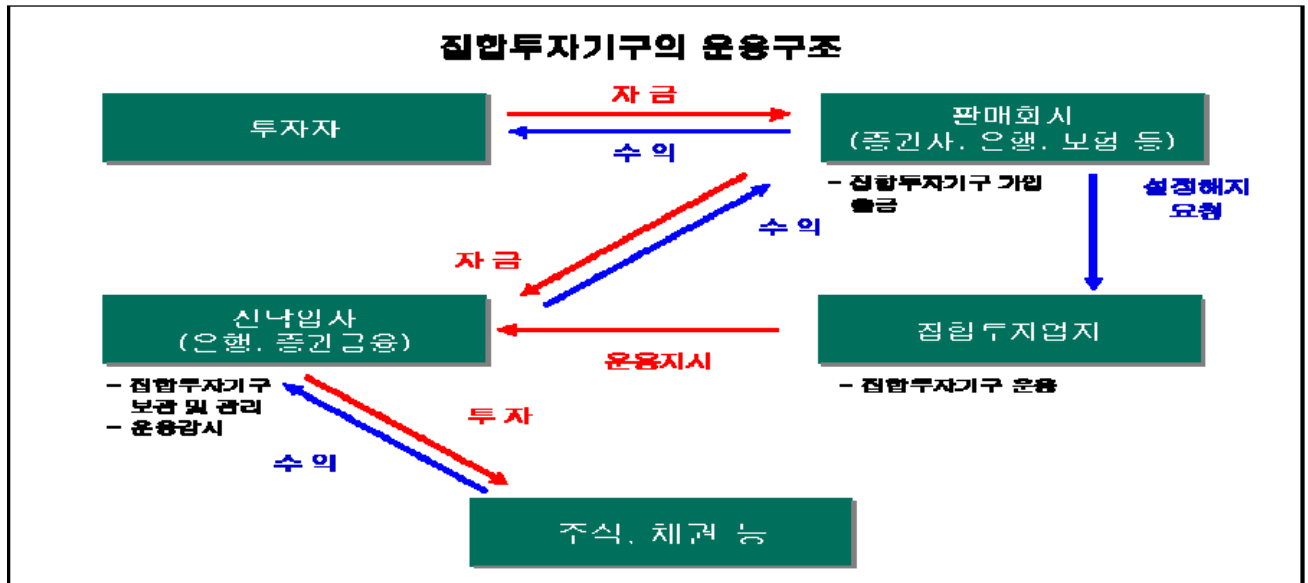 집합투자기구의 운용구조
투자자
자 금
수 익
판매회사
(증권사. 은행. 보험 등)
- 집합투자기구 가입
출금
설정해지
요청
자 금
수 익
신탁업자
(은행. 증권금융)
- 집합투자기구
보관 및 관리
- 운용감시
운용지시
집합투자업자
- 집합투자기구 운용
투 자
수 익
주식. 채권 등